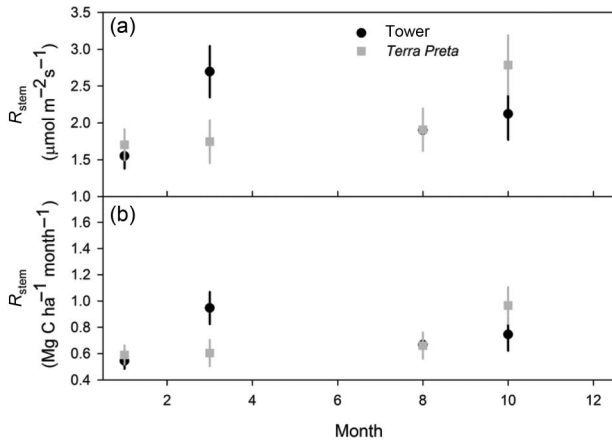 (a)
Tower
Terra Preta
3.5
3.0
2.5
2.0
1.5
1.0
R_stem
(μmol m−2s−1)
(b)
1.6
1.4
1.2
1.0
0.8
0.6
0.4
R_stem
(Mg C ha−1 month−1)
2 4 6 8 10 12
Month